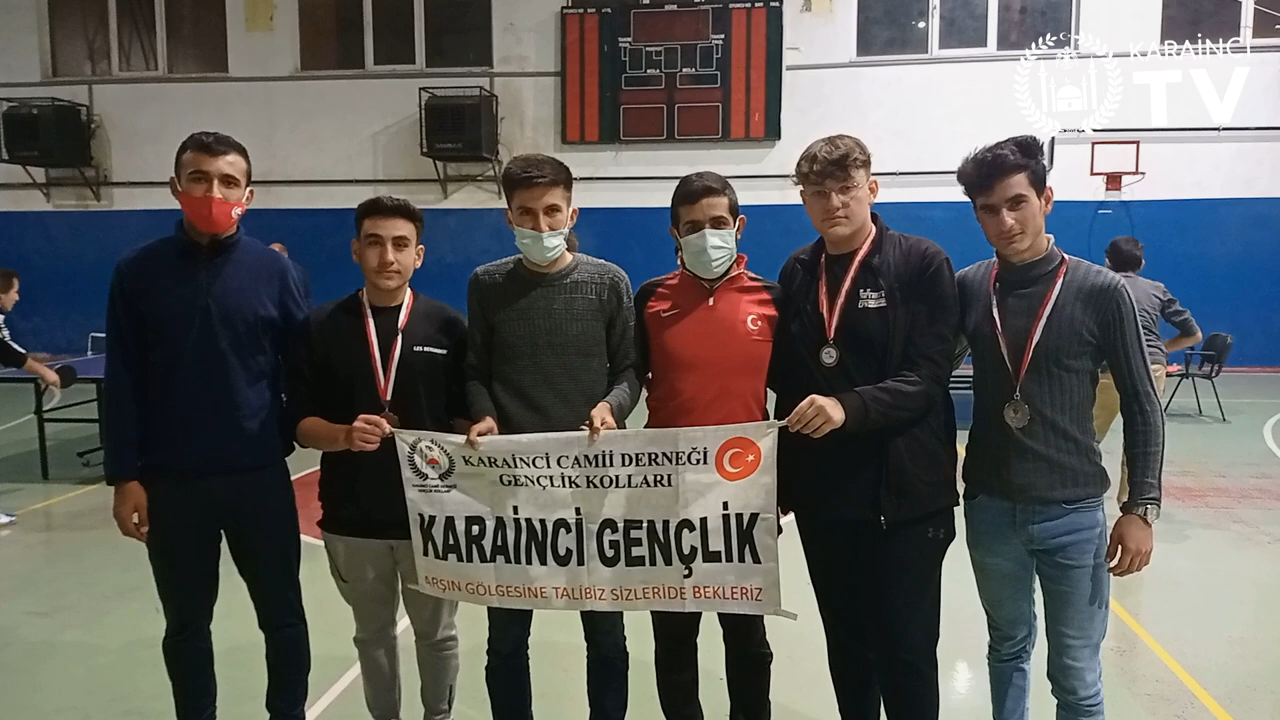 KARAİNCİ
TV
KARAİNCİ CAMİİ DERNEĞİ
GENÇLİK KOLLARI
KARAİNCİ GENÇLİK
ARŞIN GÖLGESİNE TALİBİZ SİZLERİDE BEKLERİZ